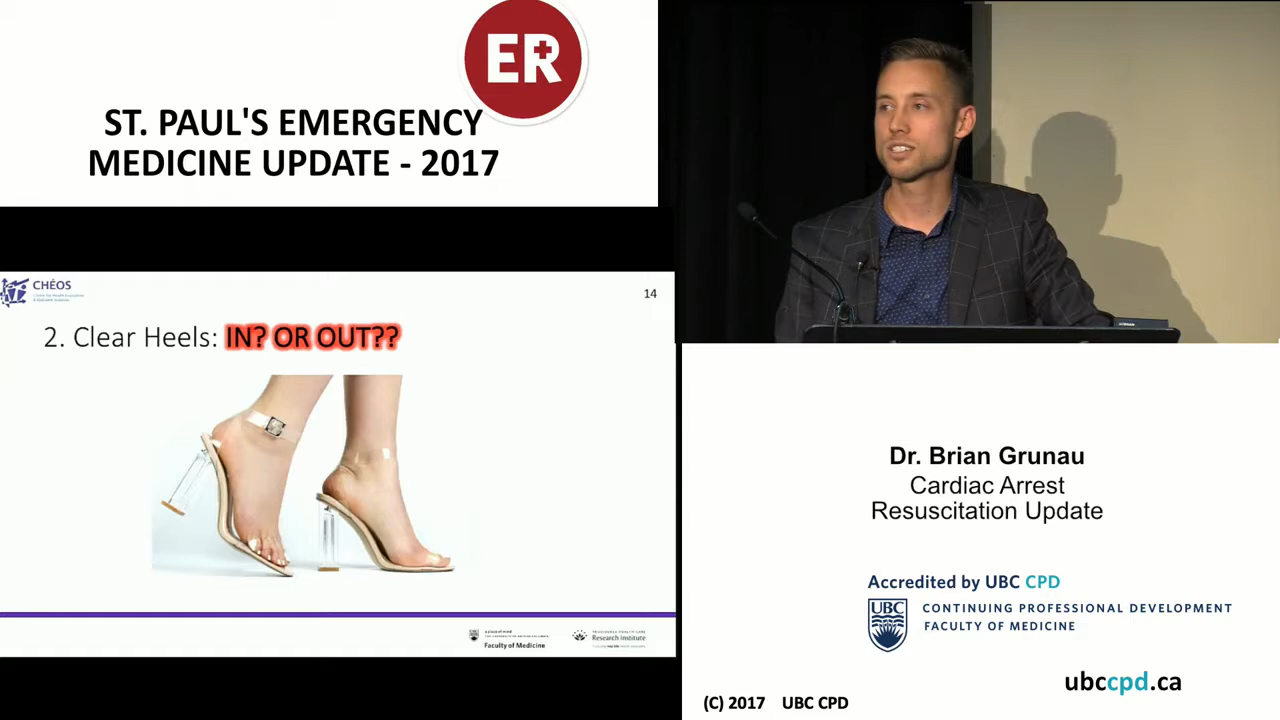 ER
ST. PAUL'S EMERGENCY
MEDICINE UPDATE - 2017
CHÉOS
14
2. Clear Heels: IN? OR OUT??
Faculty of Medicine
Research Institute
Dr. Brian Grunau
Cardiac Arrest
Resuscitation Update
Accredited by UBC CPD
UBC
CONTINUING PROFESSIONAL DEVELOPMENT
FACULTY OF MEDICINE
ubccpd.ca
(C) 2017 UBC CPD